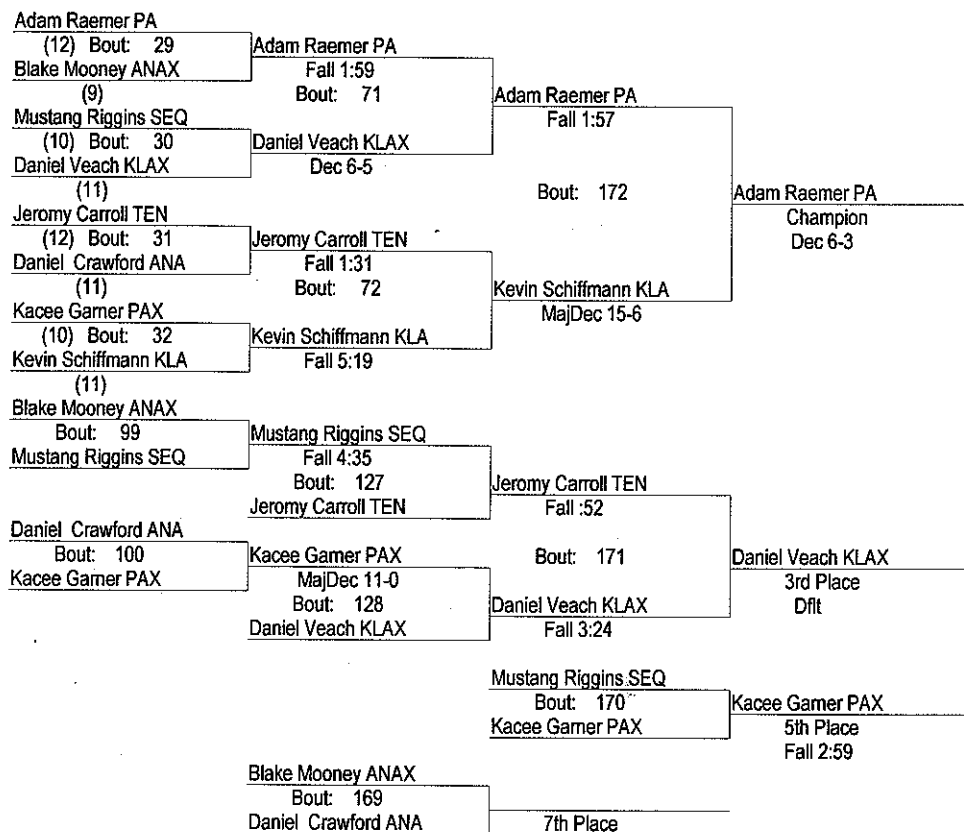 Adam Raemer PA
(12) Bout: 29
Blake Mooney ANAX
(9)
Mustang Riggins SEQ
(10) Bout: 30
Daniel Veach KLAX
(11)
Jeromy Carroll TEN
(12) Bout: 31
Daniel Crawford ANA
(11)
Kacee Garner PAX
(10) Bout: 32
Kevin Schiffmann KLA
(11)
Adam Raemer PA
Fall 1:59
Bout: 71
Daniel Veach KLAX
Dec 6-5
Jeromy Carroll TEN
Fall 1:31
Bout: 72
Kevin Schiffmann KLA
Fall 5:19
Adam Raemer PA
Fall 1:57
Bout: 172
Kevin Schiffmann KLA
MajDec 15-6
Adam Raemer PA
Champion
Dec 6-3
Blake Mooney ANAX
Bout: 99
Mustang Riggins SEQ
Daniel Crawford ANA
Bout: 100
Kacee Garner PAX
Mustang Riggins SEQ
Fall 4:35
Bout: 127
Jeromy Carroll TEN
Kacee Garner PAX
MajDec 11-0
Bout: 128
Daniel Veach KLAX
Jeromy Carroll TEN
Fall :52
Bout: 171
Daniel Veach KLAX
Fall 3:24
Daniel Veach KLAX
3rd Place
Dflt
Mustang Riggins SEQ
Bout: 170
Kacee Garner PAX
Kacee Garner PAX
5th Place
Fall 2:59
Blake Mooney ANAX
Bout: 169
Daniel Crawford ANA
7th Place